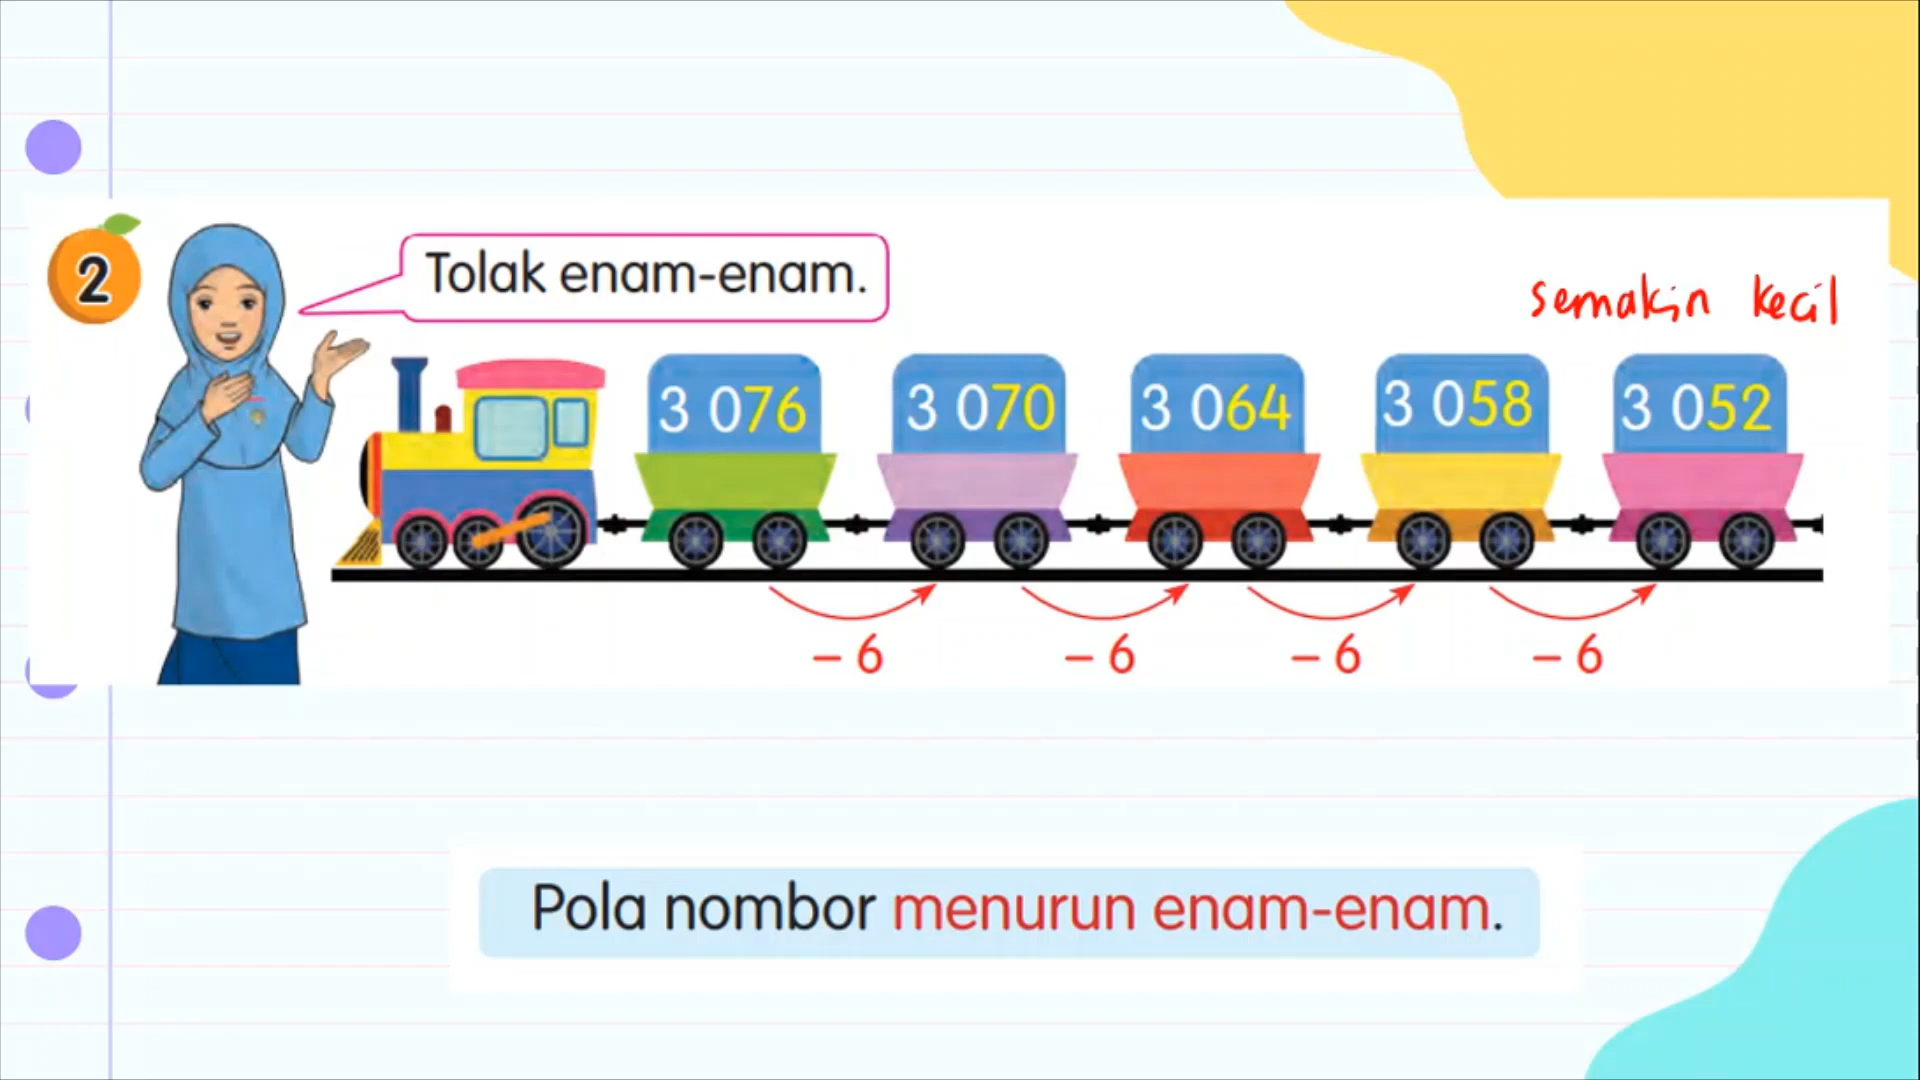 2
Tolak enam-enam.
semakin kecil
3 076 3 070 3 064 3 058 3 052
– 6 – 6 – 6 – 6
Pola nombor menurun enam-enam.